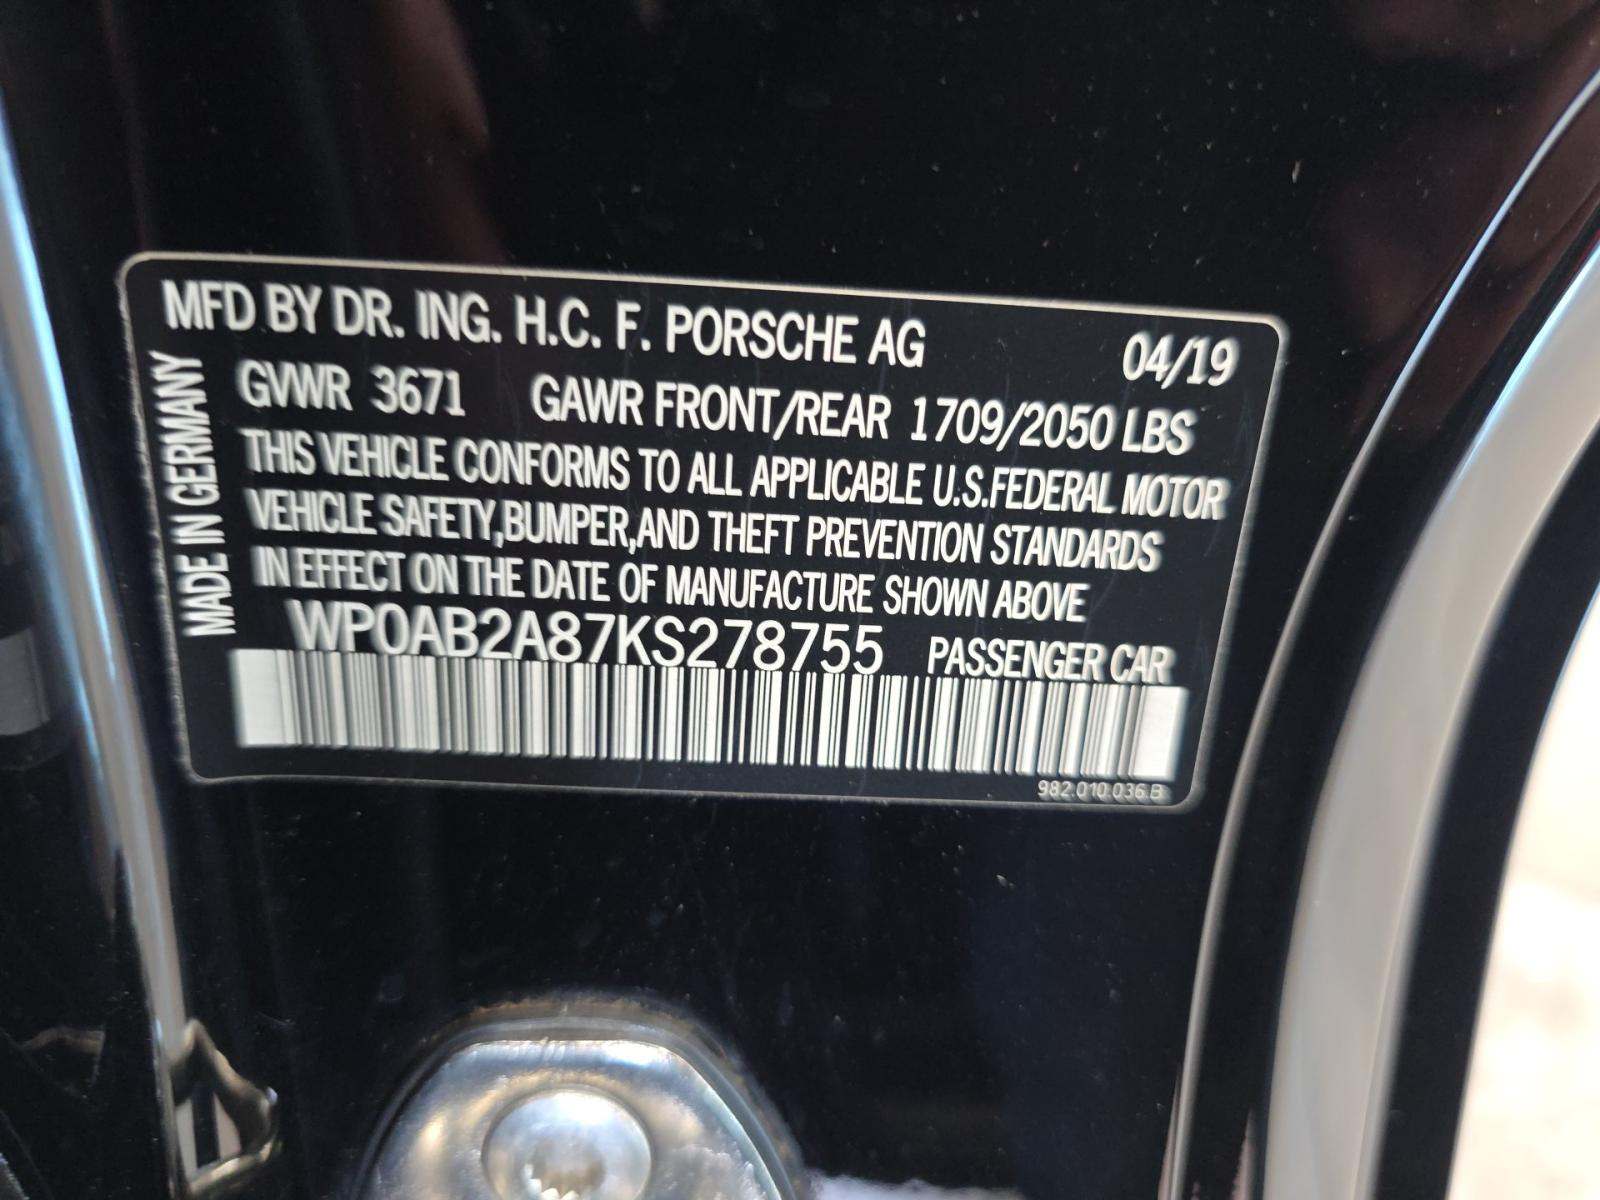 MFD BY DR. ING. H.C. F. PORSCHE AG 04/19
GVWR 3671 GAWR FRONT/REAR 1709/2050 LBS
THIS VEHICLE CONFORMS TO ALL APPLICABLE U.S.FEDERAL MOTOR
VEHICLE SAFETY,BUMPER,AND THEFT PREVENTION STANDARDS
IN EFFECT ON THE DATE OF MANUFACTURE SHOWN ABOVE
WP0AB2A87KS278755 PASSENGER CAR
982.010.036.B
MADE IN GERMANY